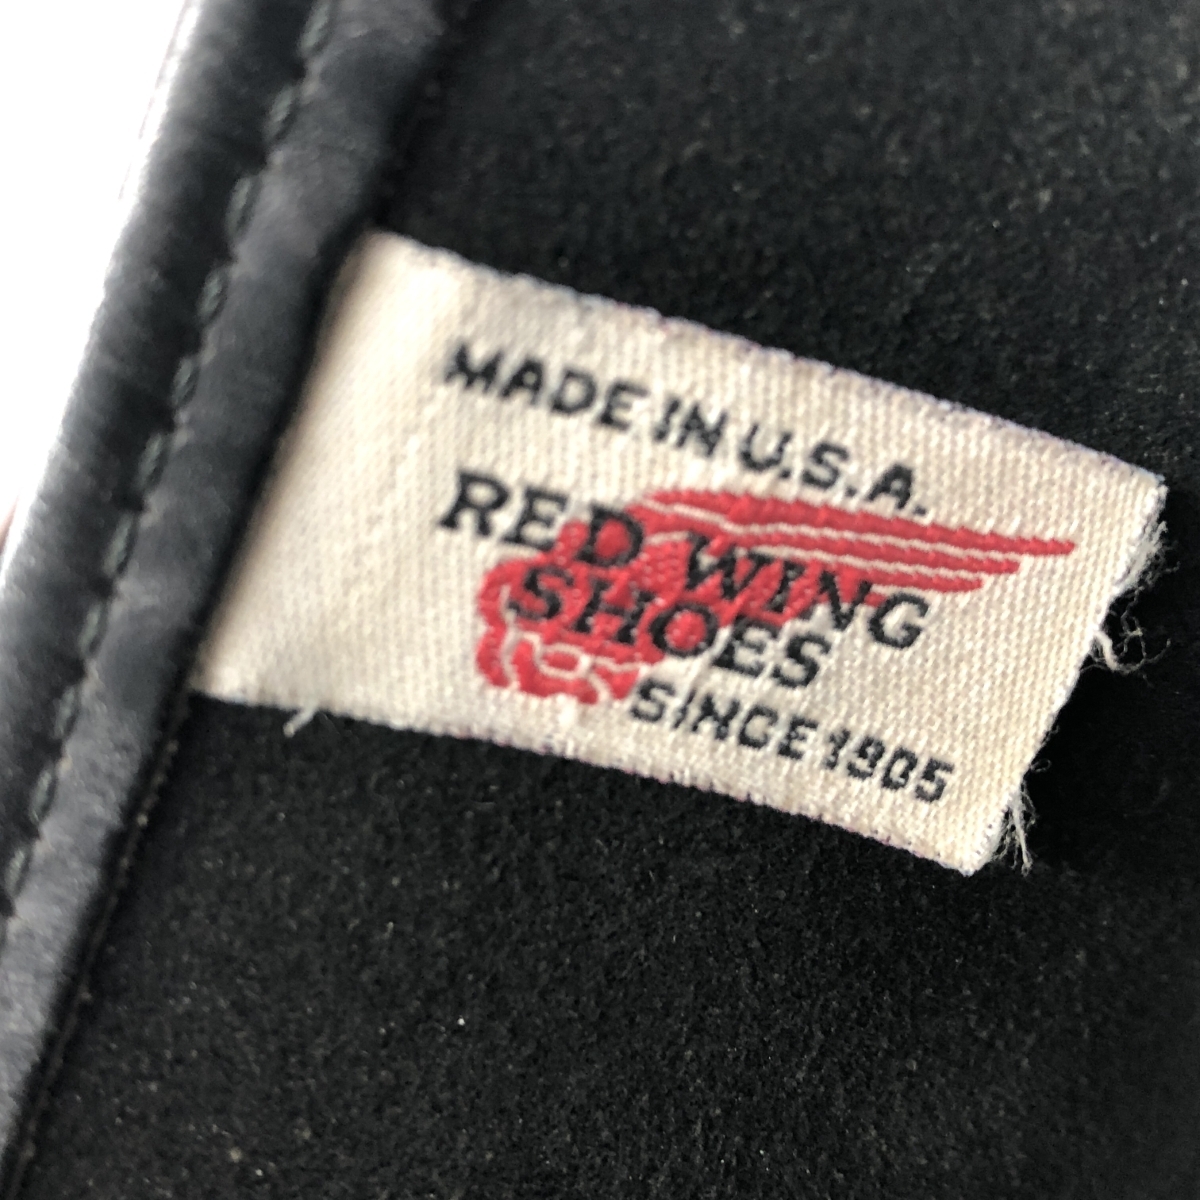 MADE IN U.S.A.
RED WING
SHOES
SINCE 1905